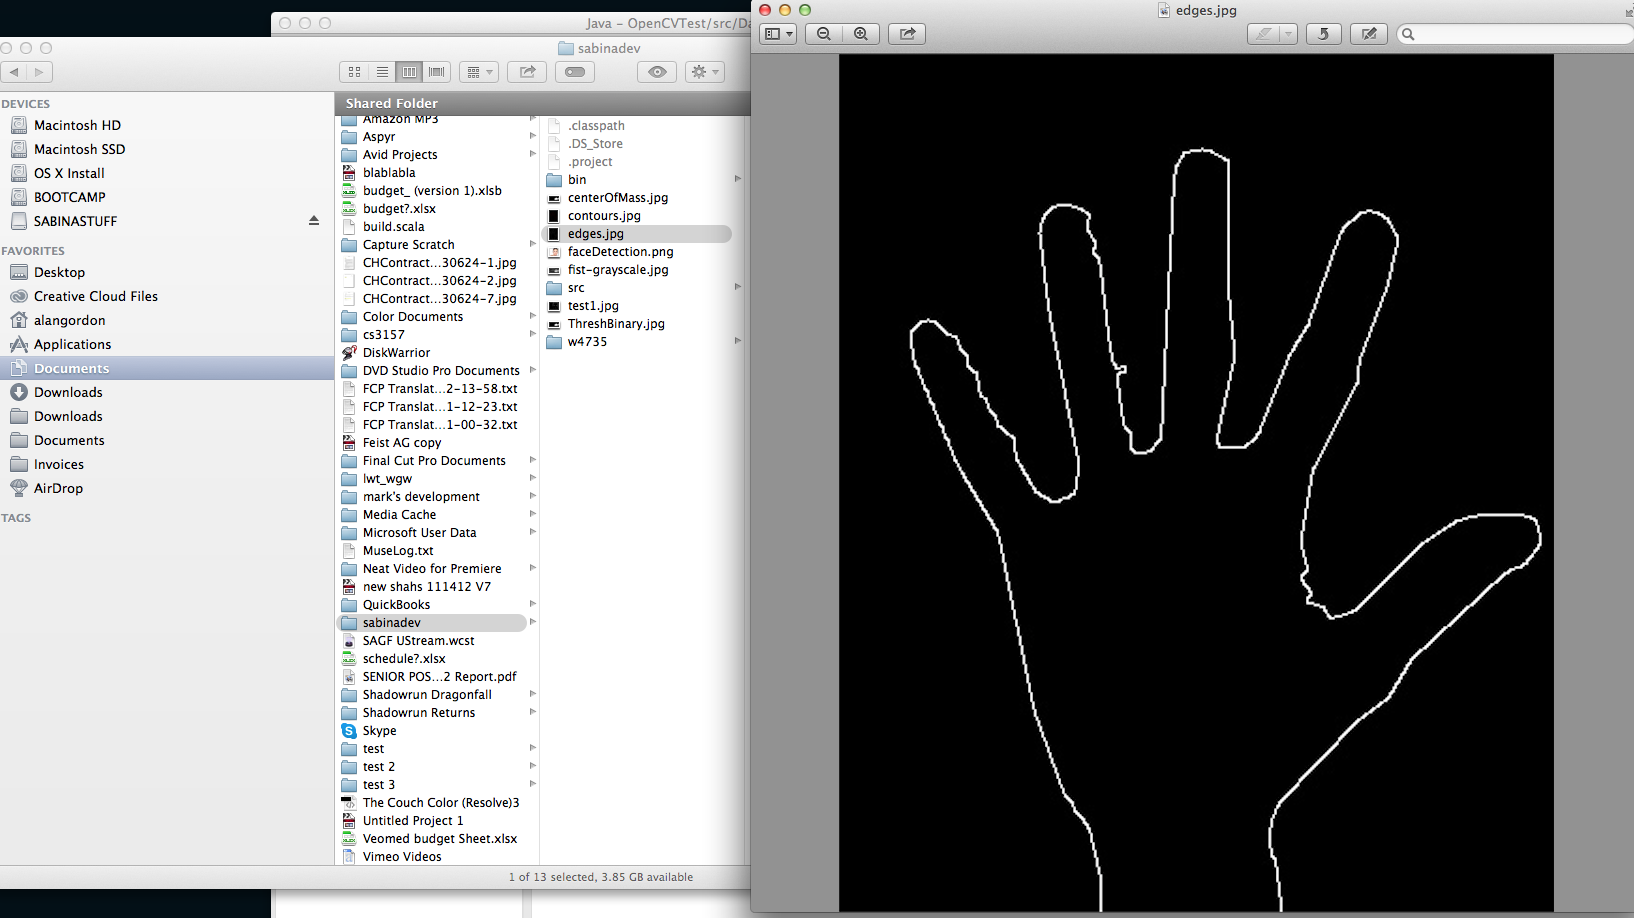 Java – OpenCVTest/src/Da
sabinadev
DEVICES
Macintosh HD
Macintosh SSD
OS X Install
BOOTCAMP
SABINASTUFF
FAVORITES
Desktop
Creative Cloud Files
alangordon
Applications
Documents
Downloads
Downloads
Documents
Invoices
AirDrop
TAGS
Shared Folder
Amazon MP3
Aspyr
Avid Projects
blablabla
budget_ (version 1).xlsb
budget?.xlsx
build.scala
Capture Scratch
CHContract...30624-1.jpg
CHContract...30624-2.jpg
CHContract...30624-7.jpg
Color Documents
cs3157
DiskWarrior
DVD Studio Pro Documents
FCP Translat...2-13-58.txt
FCP Translat...1-12-23.txt
FCP Translat...1-00-32.txt
Feist AG copy
Final Cut Pro Documents
lwt_wgw
mark's development
Media Cache
Microsoft User Data
MuseLog.txt
Neat Video for Premiere
new shahs 111412 V7
QuickBooks
sabinadev
SAGF UStream.wcst
schedule?.xlsx
SENIOR POS...2 Report.pdf
Shadowrun Dragonfall
Shadowrun Returns
Skype
test
test 2
test 3
The Couch Color (Resolve)3
Untitled Project 1
Veomed budget Sheet.xlsx
Vimeo Videos
.classpath
.DS_Store
.project
bin
centerOfMass.jpg
contours.jpg
edges.jpg
faceDetection.png
fist-grayscale.jpg
src
test1.jpg
ThreshBinary.jpg
w4735
1 of 13 selected, 3.85 GB available
edges.jpg